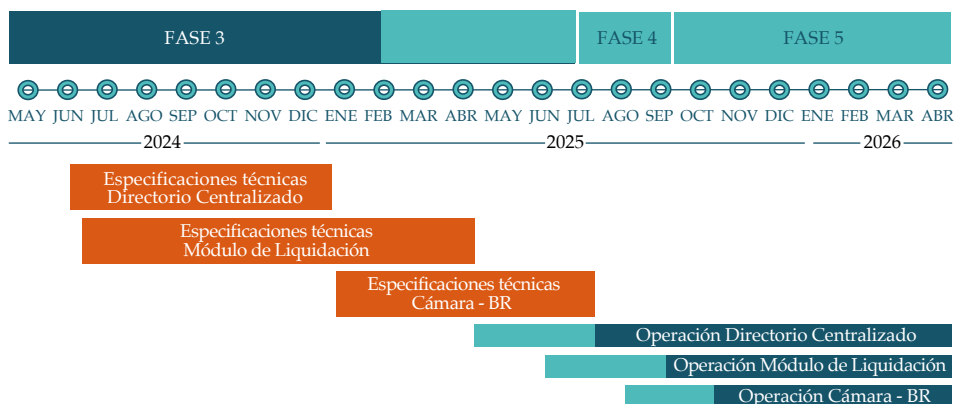 FASE 3 FASE 4 FASE 5
MAY JUN JUL AGO SEP OCT NOV DIC ENE FEB MAR ABR MAY JUN JUL AGO SEP OCT NOV DIC ENE FEB MAR ABR
2024 2025 2026
Especificaciones técnicas
Directorio Centralizado
Especificaciones técnicas
Módulo de Liquidación
Especificaciones técnicas
Cámara - BR
Operación Directorio Centralizado
Operación Módulo de Liquidación
Operación Cámara - BR